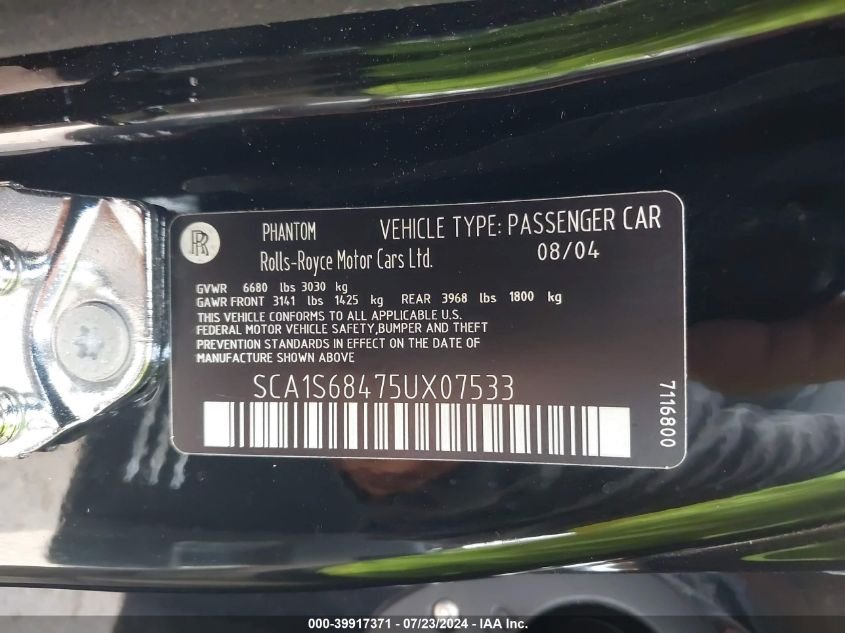 RR
PHANTOM VEHICLE TYPE: PASSENGER CAR
Rolls-Royce Motor Cars Ltd. 08/04
GVWR 6680 lbs 3030 kg
GAWR FRONT 3141 lbs 1425 kg REAR 3968 lbs 1800 kg
THIS VEHICLE CONFORMS TO ALL APPLICABLE U.S.
FEDERAL MOTOR VEHICLE SAFETY,BUMPER AND THEFT
PREVENTION STANDARDS IN EFFECT ON THE DATE OF
MANUFACTURE SHOWN ABOVE
SCA1S68475UX07533
7116800
000-39917371 / 07/23/2024 - IAA Inc.